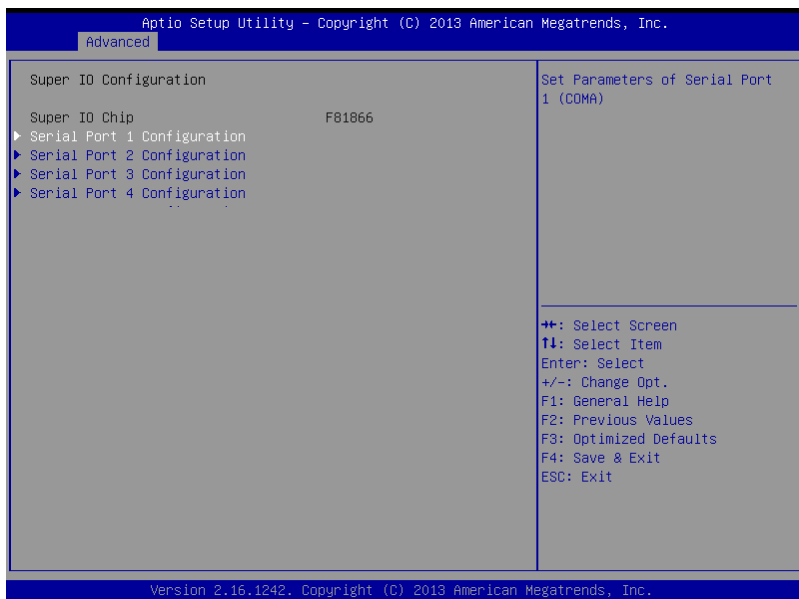 Aptio Setup Utility – Copyright (C) 2013 American Megatrends, Inc.
Advanced
Super IO Configuration
Super IO Chip F81866
Serial Port 1 Configuration
Serial Port 2 Configuration
Serial Port 3 Configuration
Serial Port 4 Configuration
Set Parameters of Serial Port
1 (COMA)
→←: Select Screen
↑↓: Select Item
Enter: Select
+/-: Change Opt.
F1: General Help
F2: Previous Values
F3: Optimized Defaults
F4: Save & Exit
ESC: Exit
Version 2.16.1242. Copyright (C) 2013 American Megatrends, Inc.